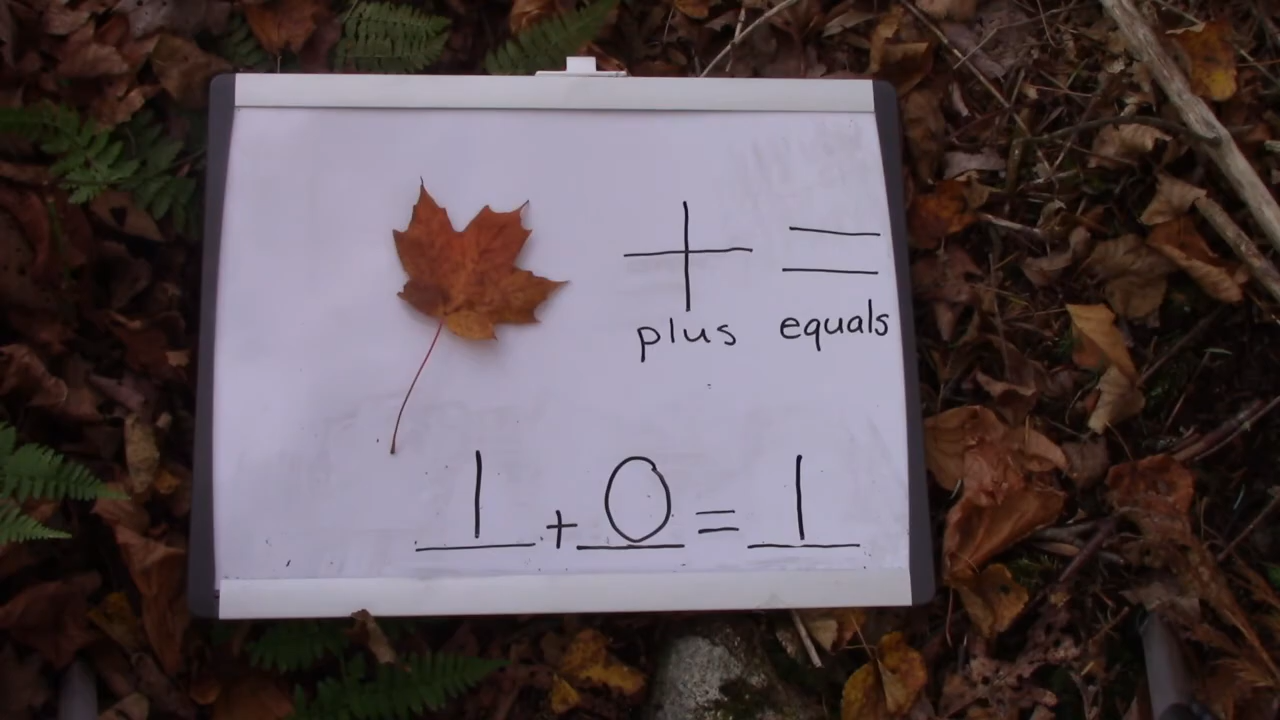 + =
plus equals
1 + 0 = 1